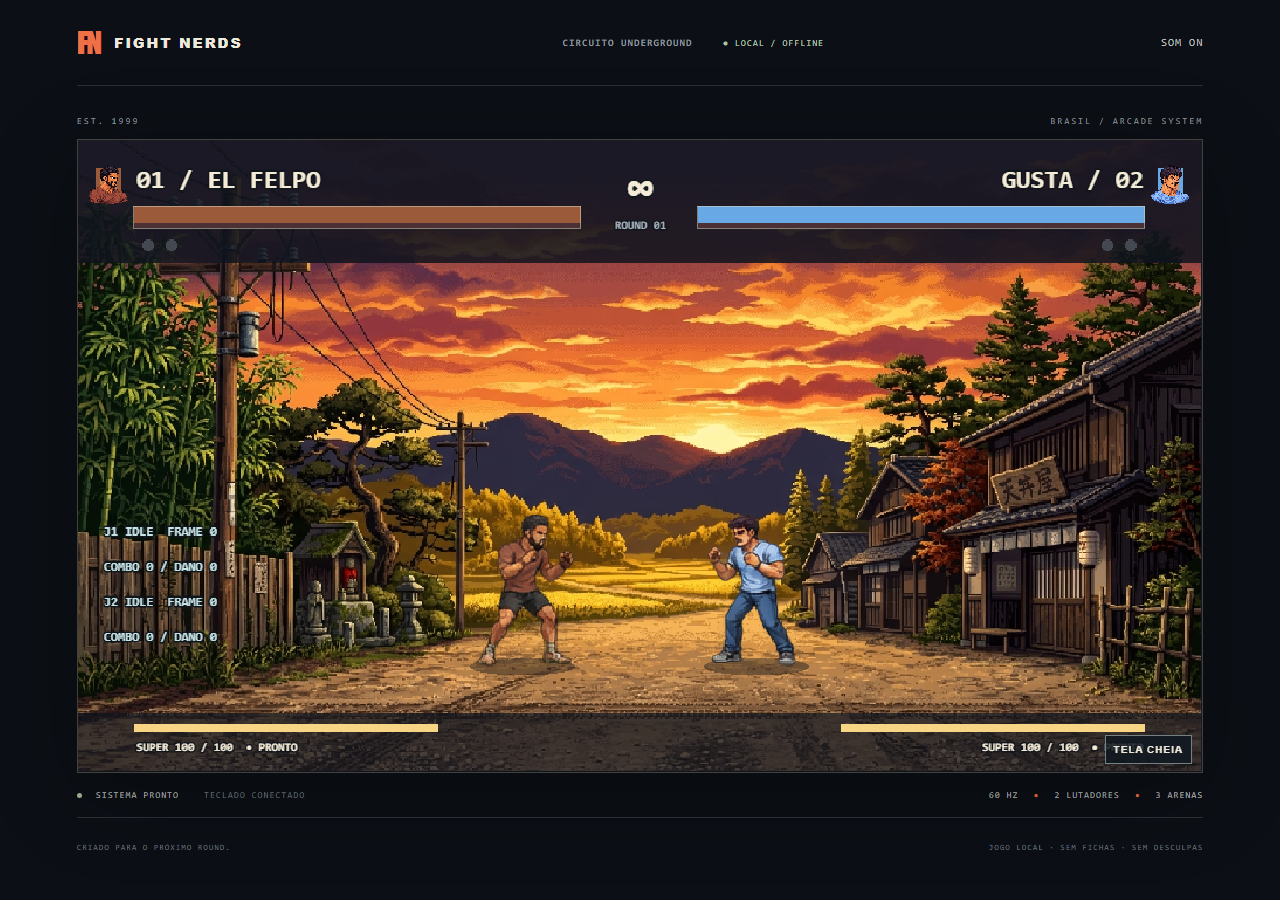 FN FIGHT NERDS
CIRCUITO UNDERGROUND
● LOCAL / OFFLINE
SOM ON
EST. 1999
BRASIL / ARCADE SYSTEM
01 / EL FELPO
∞
GUSTA / 02
ROUND 01
天丼屋
J1 IDLE FRAME 0
COMBO 0 / DANO 0
J2 IDLE FRAME 0
COMBO 0 / DANO 0
SUPER 100 / 100 ● PRONTO
SUPER 100 / 100 ●
TELA CHEIA
● SISTEMA PRONTO TECLADO CONECTADO
60 HZ ● 2 LUTADORES ● 3 ARENAS
CRIADO PARA O PRÓXIMO ROUND.
JOGO LOCAL · SEM FICHAS · SEM DESCULPAS